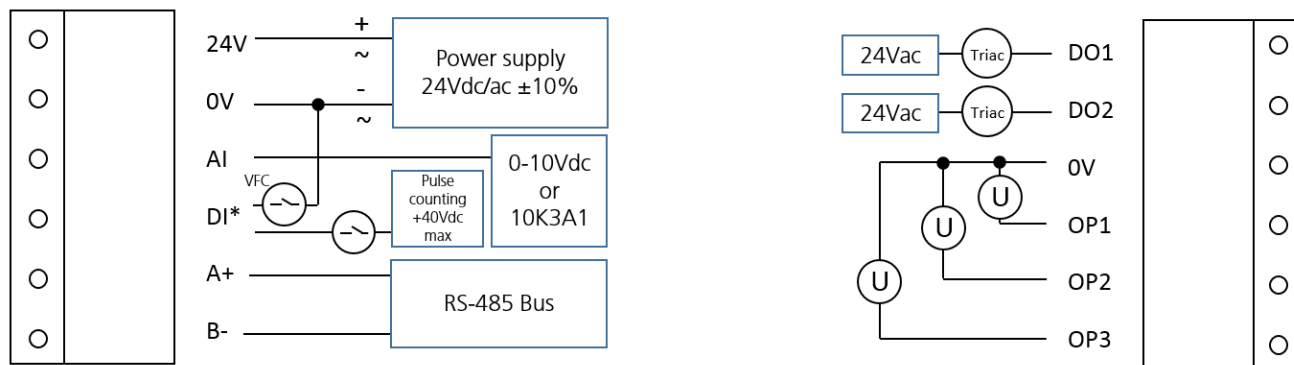 24V
+
~
Power supply
24Vdc/ac ±10%
0V
-
~
AI
0-10Vdc
or
10K3A1
VFC
DI*
Pulse
counting
+40Vdc
max
A+
RS-485 Bus
B-
24Vac
Triac
DO1
24Vac
Triac
DO2
0V
U
OP1
U
OP2
U
OP3